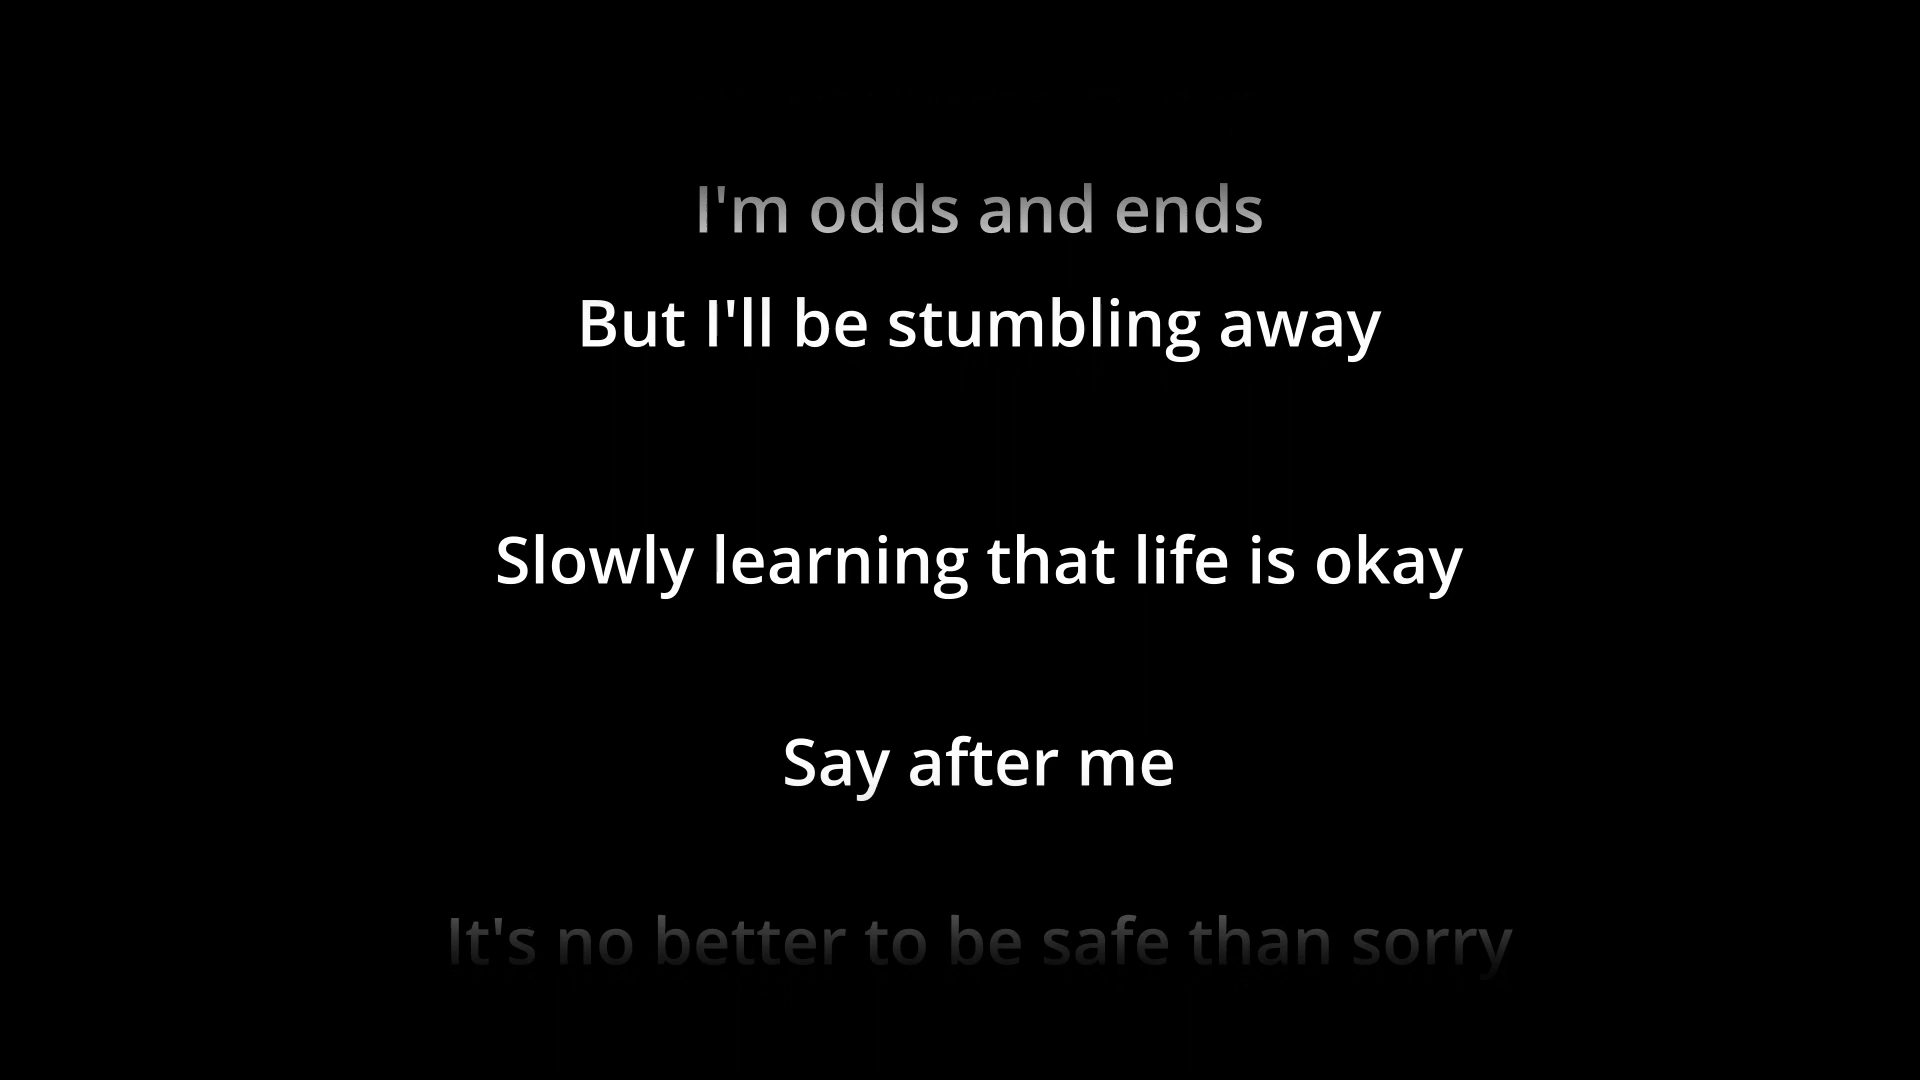 I'm odds and ends
But I'll be stumbling away
Slowly learning that life is okay
Say after me
It's no better to be safe than sorry